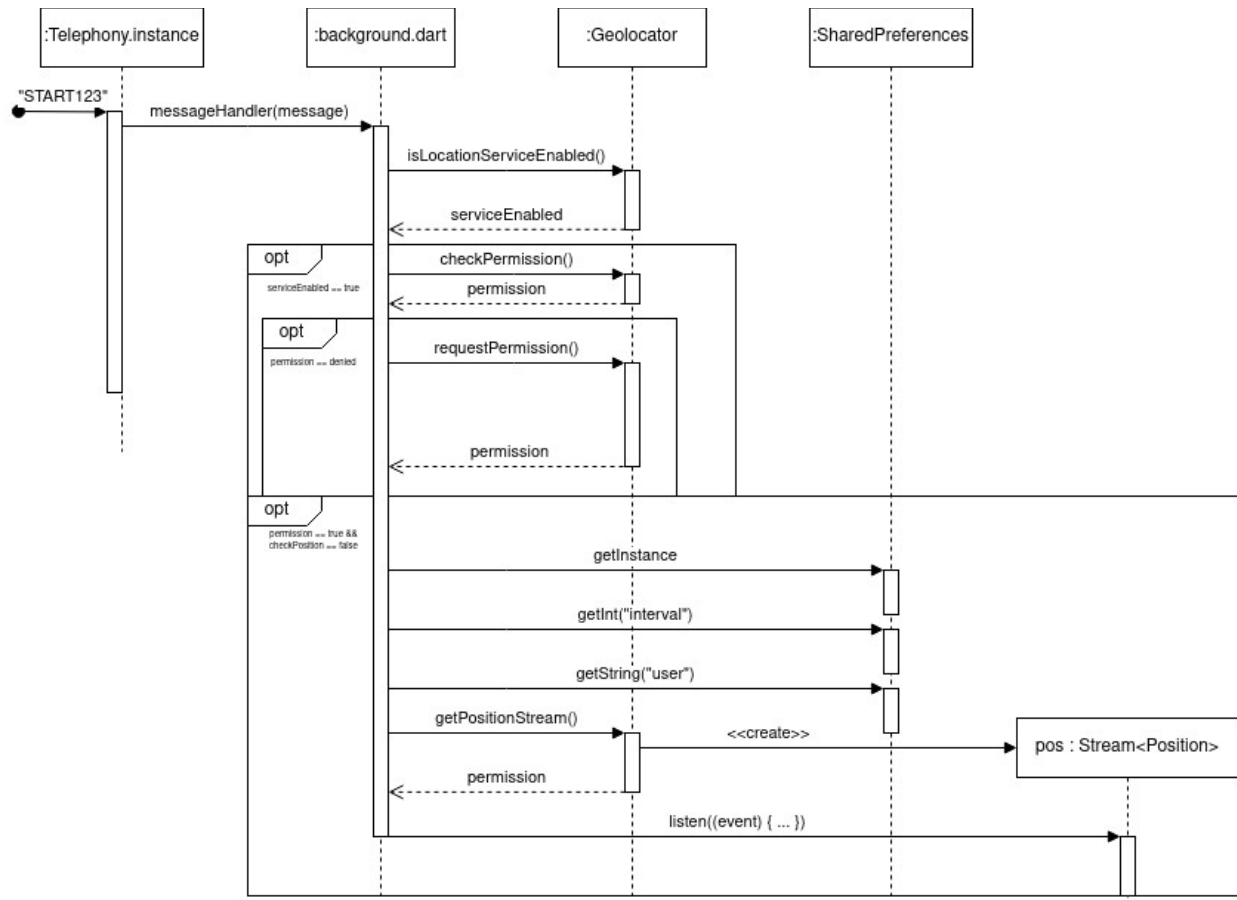 :Telephony.instance
:background.dart
:Geolocator
:SharedPreferences
"START123"
messageHandler(message)
isLocationServiceEnabled()
serviceEnabled
opt
checkPermission()
serviceEnabled == true
permission
opt
requestPermission()
permission == denied
permission
opt
permission == true &&
checkPosition == false
getInstance
getInt("interval")
getString("user")
getPositionStream()
<<create>>
pos : Stream<Position>
permission
listen((event) { ... })